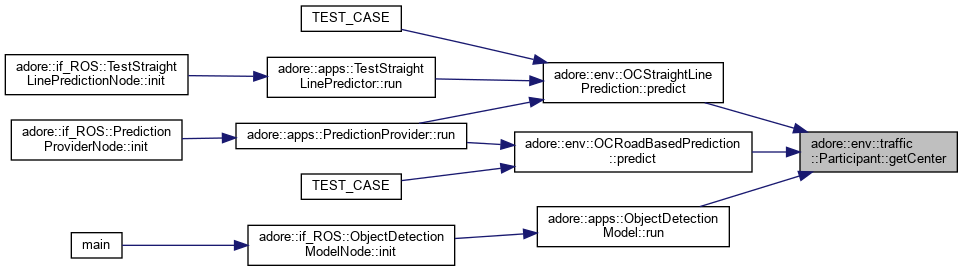 TEST_CASE
adore::if_ROS::TestStraight
LinePredictionNode::init
adore::apps::TestStraight
LinePredictor::run
adore::env::OCStraightLine
Prediction::predict
adore::if_ROS::Prediction
ProviderNode::init
adore::apps::PredictionProvider::run
adore::env::OCRoadBasedPrediction
::predict
adore::env::traffic
::Participant::getCenter
TEST_CASE
adore::apps::ObjectDetection
Model::run
main
adore::if_ROS::ObjectDetection
ModelNode::init